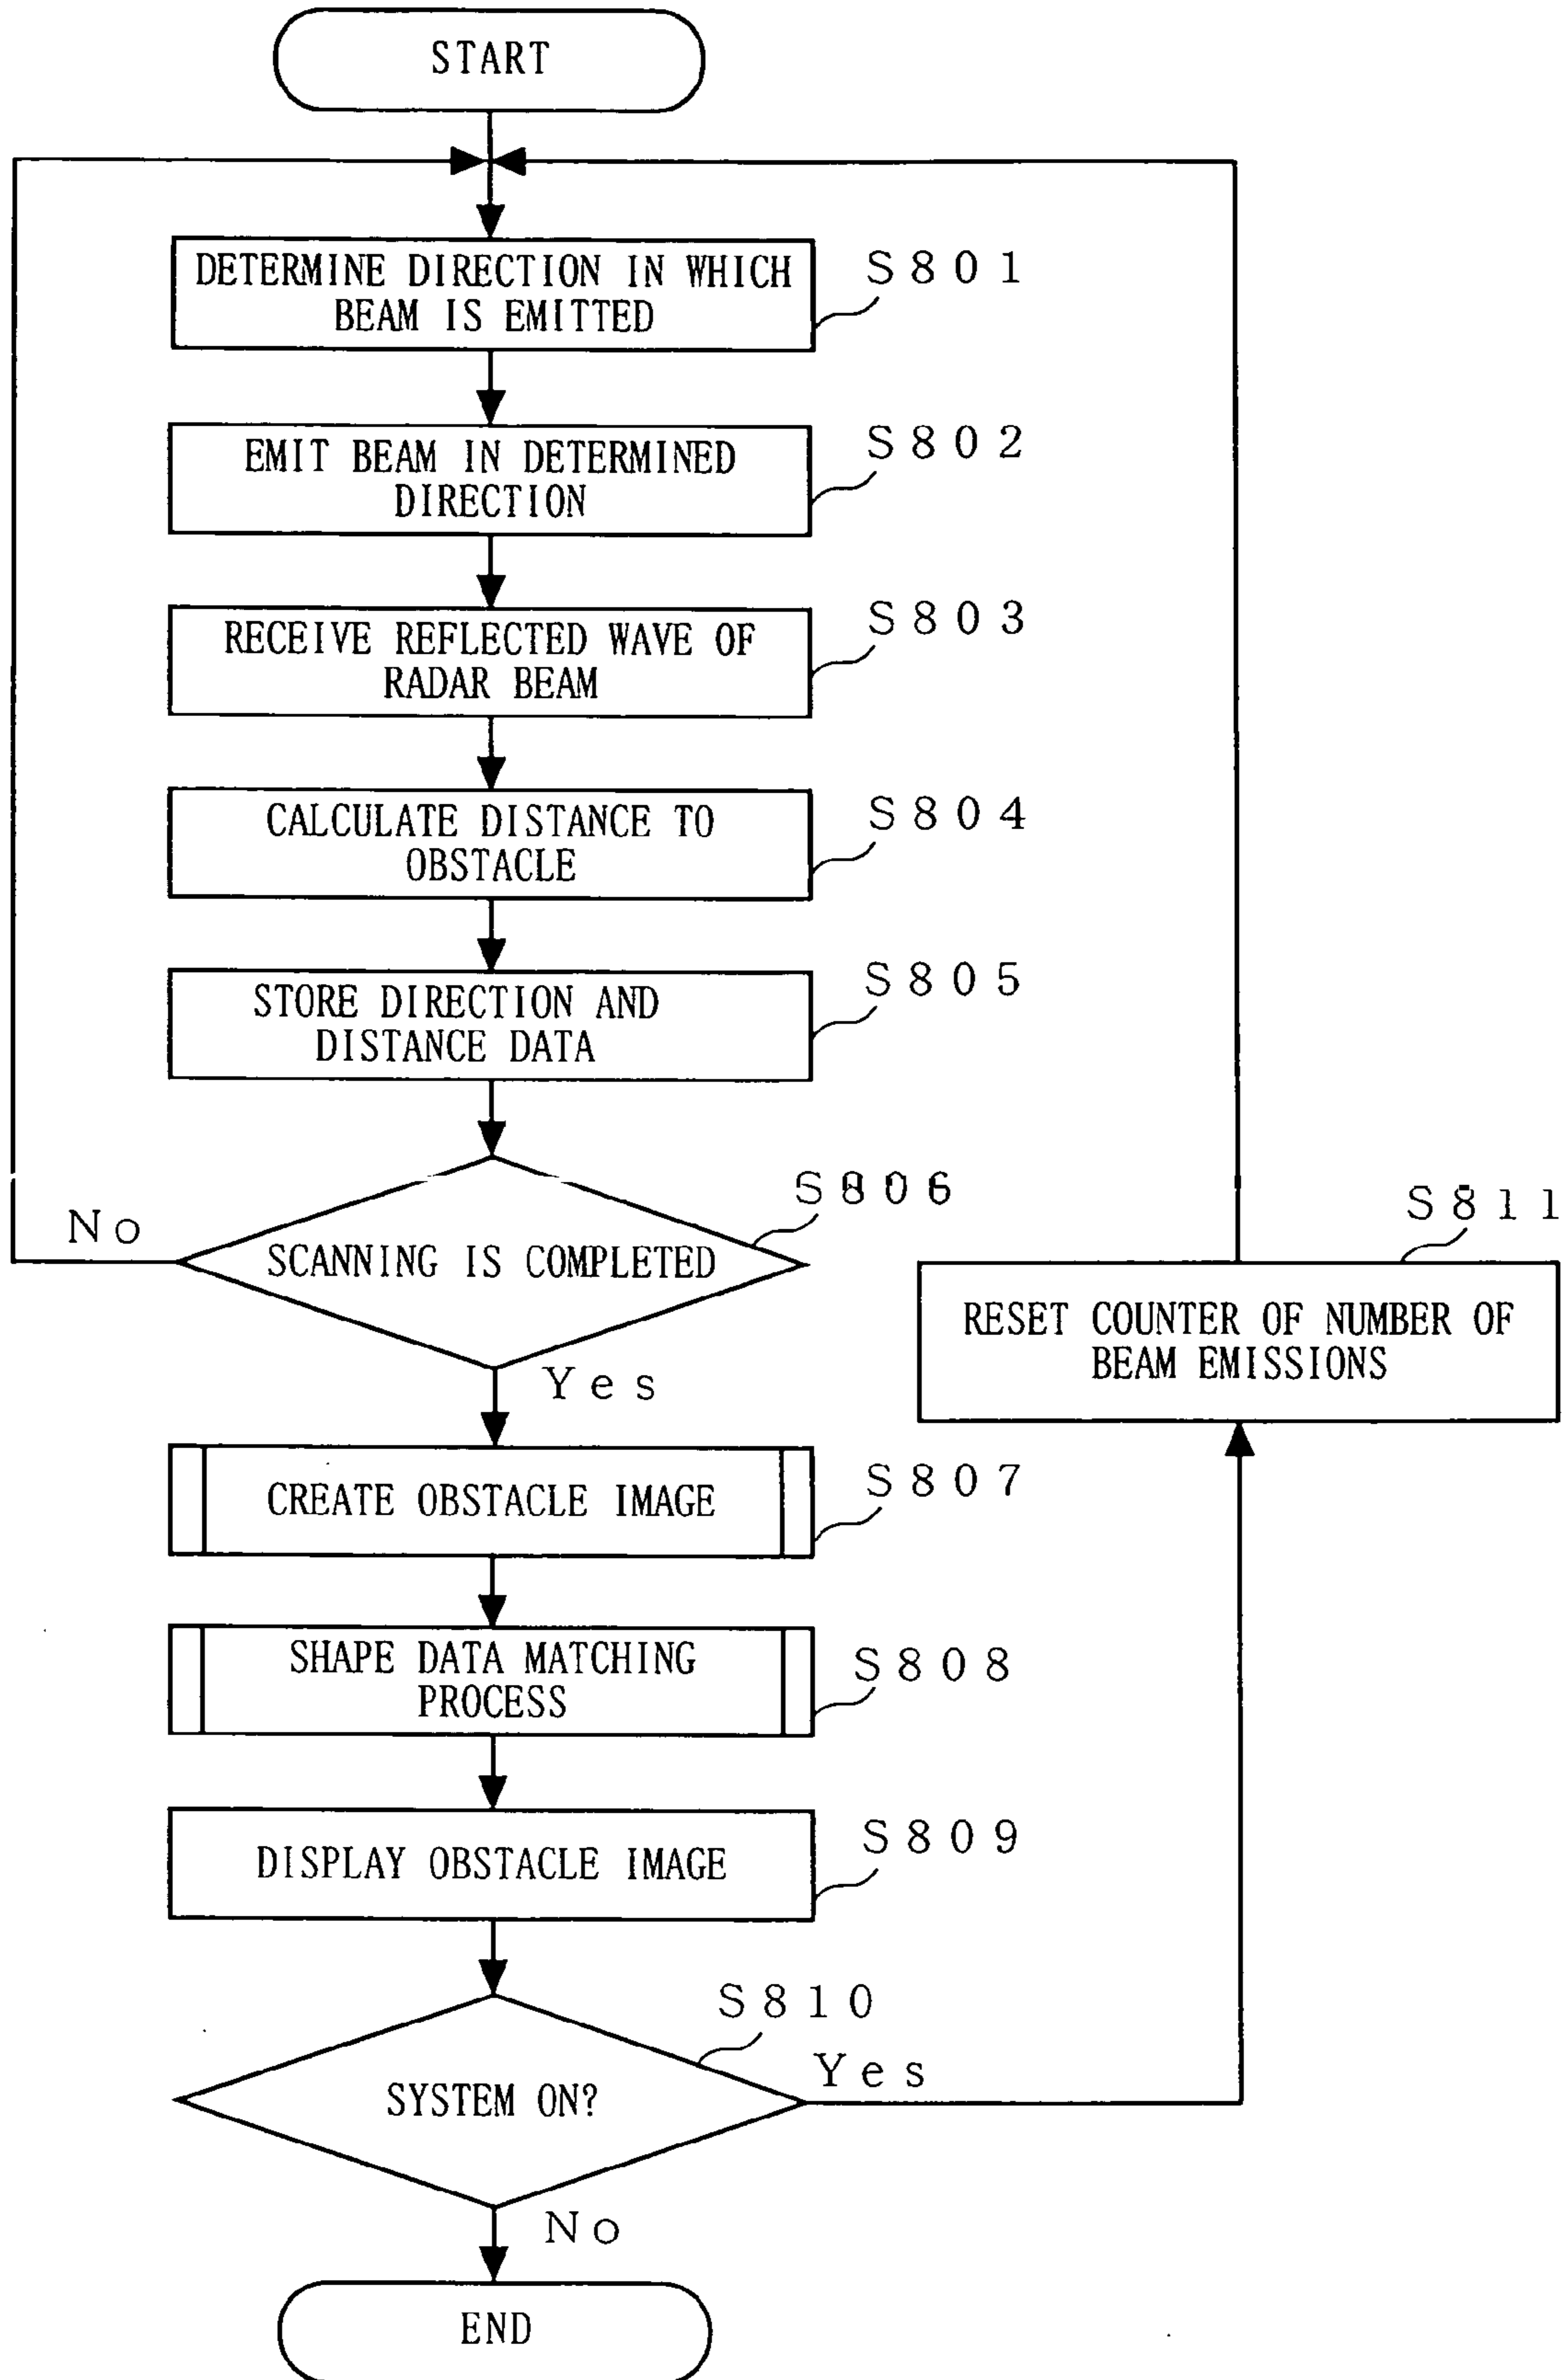 START
DETERMINE DIRECTION IN WHICH
BEAM IS EMITTED
S801
EMIT BEAM IN DETERMINED
DIRECTION
S802
RECEIVE REFLECTED WAVE OF
RADAR BEAM
S803
CALCULATE DISTANCE TO
OBSTACLE
S804
STORE DIRECTION AND
DISTANCE DATA
S805
SCANNING IS COMPLETED
S806
No
Yes
S811
RESET COUNTER OF NUMBER OF
BEAM EMISSIONS
CREATE OBSTACLE IMAGE
S807
SHAPE DATA MATCHING
PROCESS
S808
DISPLAY OBSTACLE IMAGE
S809
SYSTEM ON?
S810
Yes
No
END